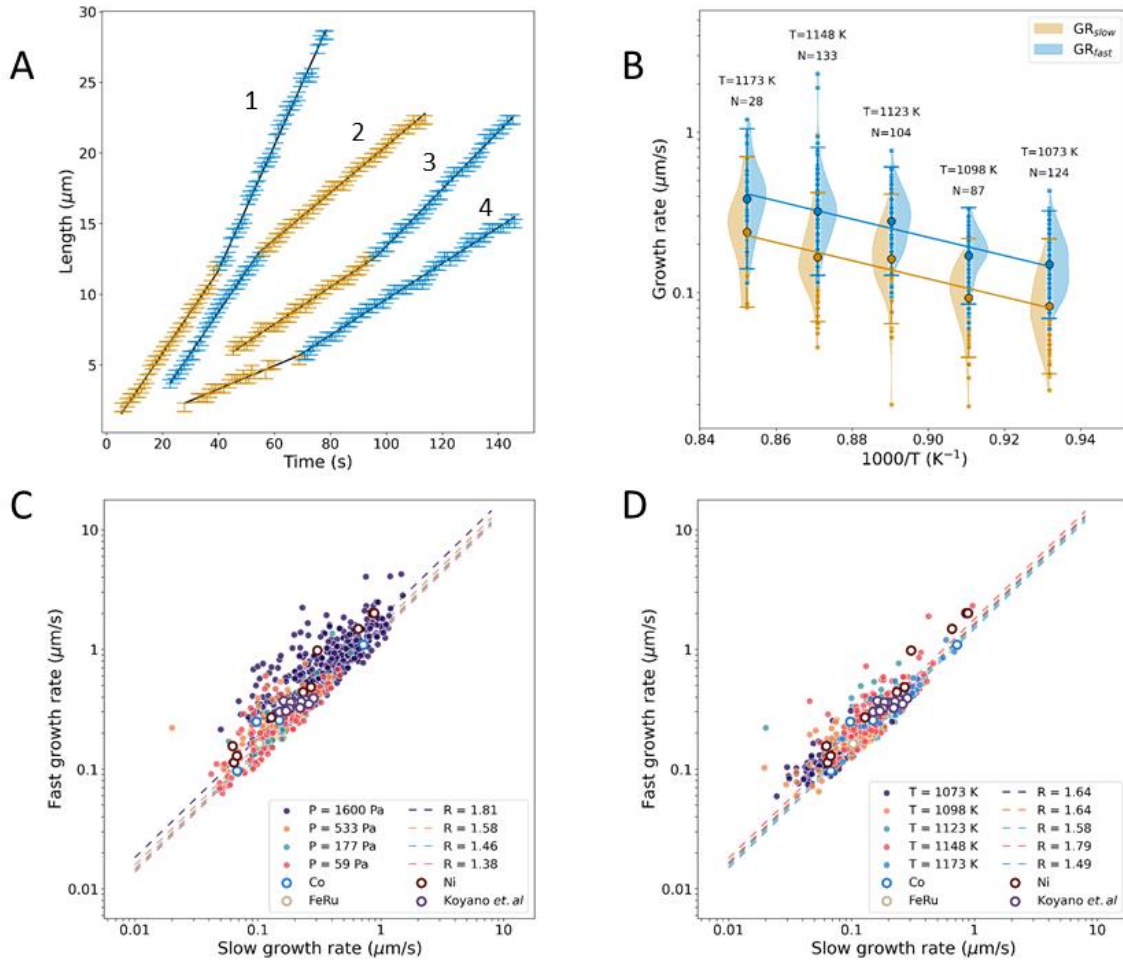 A
30
25
20
15
10
5
0
20
40
60
80
100
120
140
Time (s)
Length (μm)
1
2
3
4
B
GR_slow
GR_fast
T=1173 K
N=28
T=1148 K
N=133
T=1123 K
N=104
T=1098 K
N=87
T=1073 K
N=124
1
0.1
Growth rate (μm/s)
0.84
0.86
0.88
0.90
0.92
0.94
1000/T (K⁻¹)
C
10
1
0.1
0.01
Fast growth rate (μm/s)
P = 1600 Pa
P = 533 Pa
P = 177 Pa
P = 59 Pa
Co
FeRu
R = 1.81
R = 1.58
R = 1.46
R = 1.38
Ni
Koyano et.al
0.01
0.1
1
10
Slow growth rate (μm/s)
D
10
1
0.1
0.01
Fast growth rate (μm/s)
T = 1073 K
T = 1098 K
T = 1123 K
T = 1148 K
T = 1173 K
Co
FeRu
R = 1.64
R = 1.64
R = 1.58
R = 1.79
R = 1.49
Ni
Koyano et.al
0.01
0.1
1
10
Slow growth rate (μm/s)